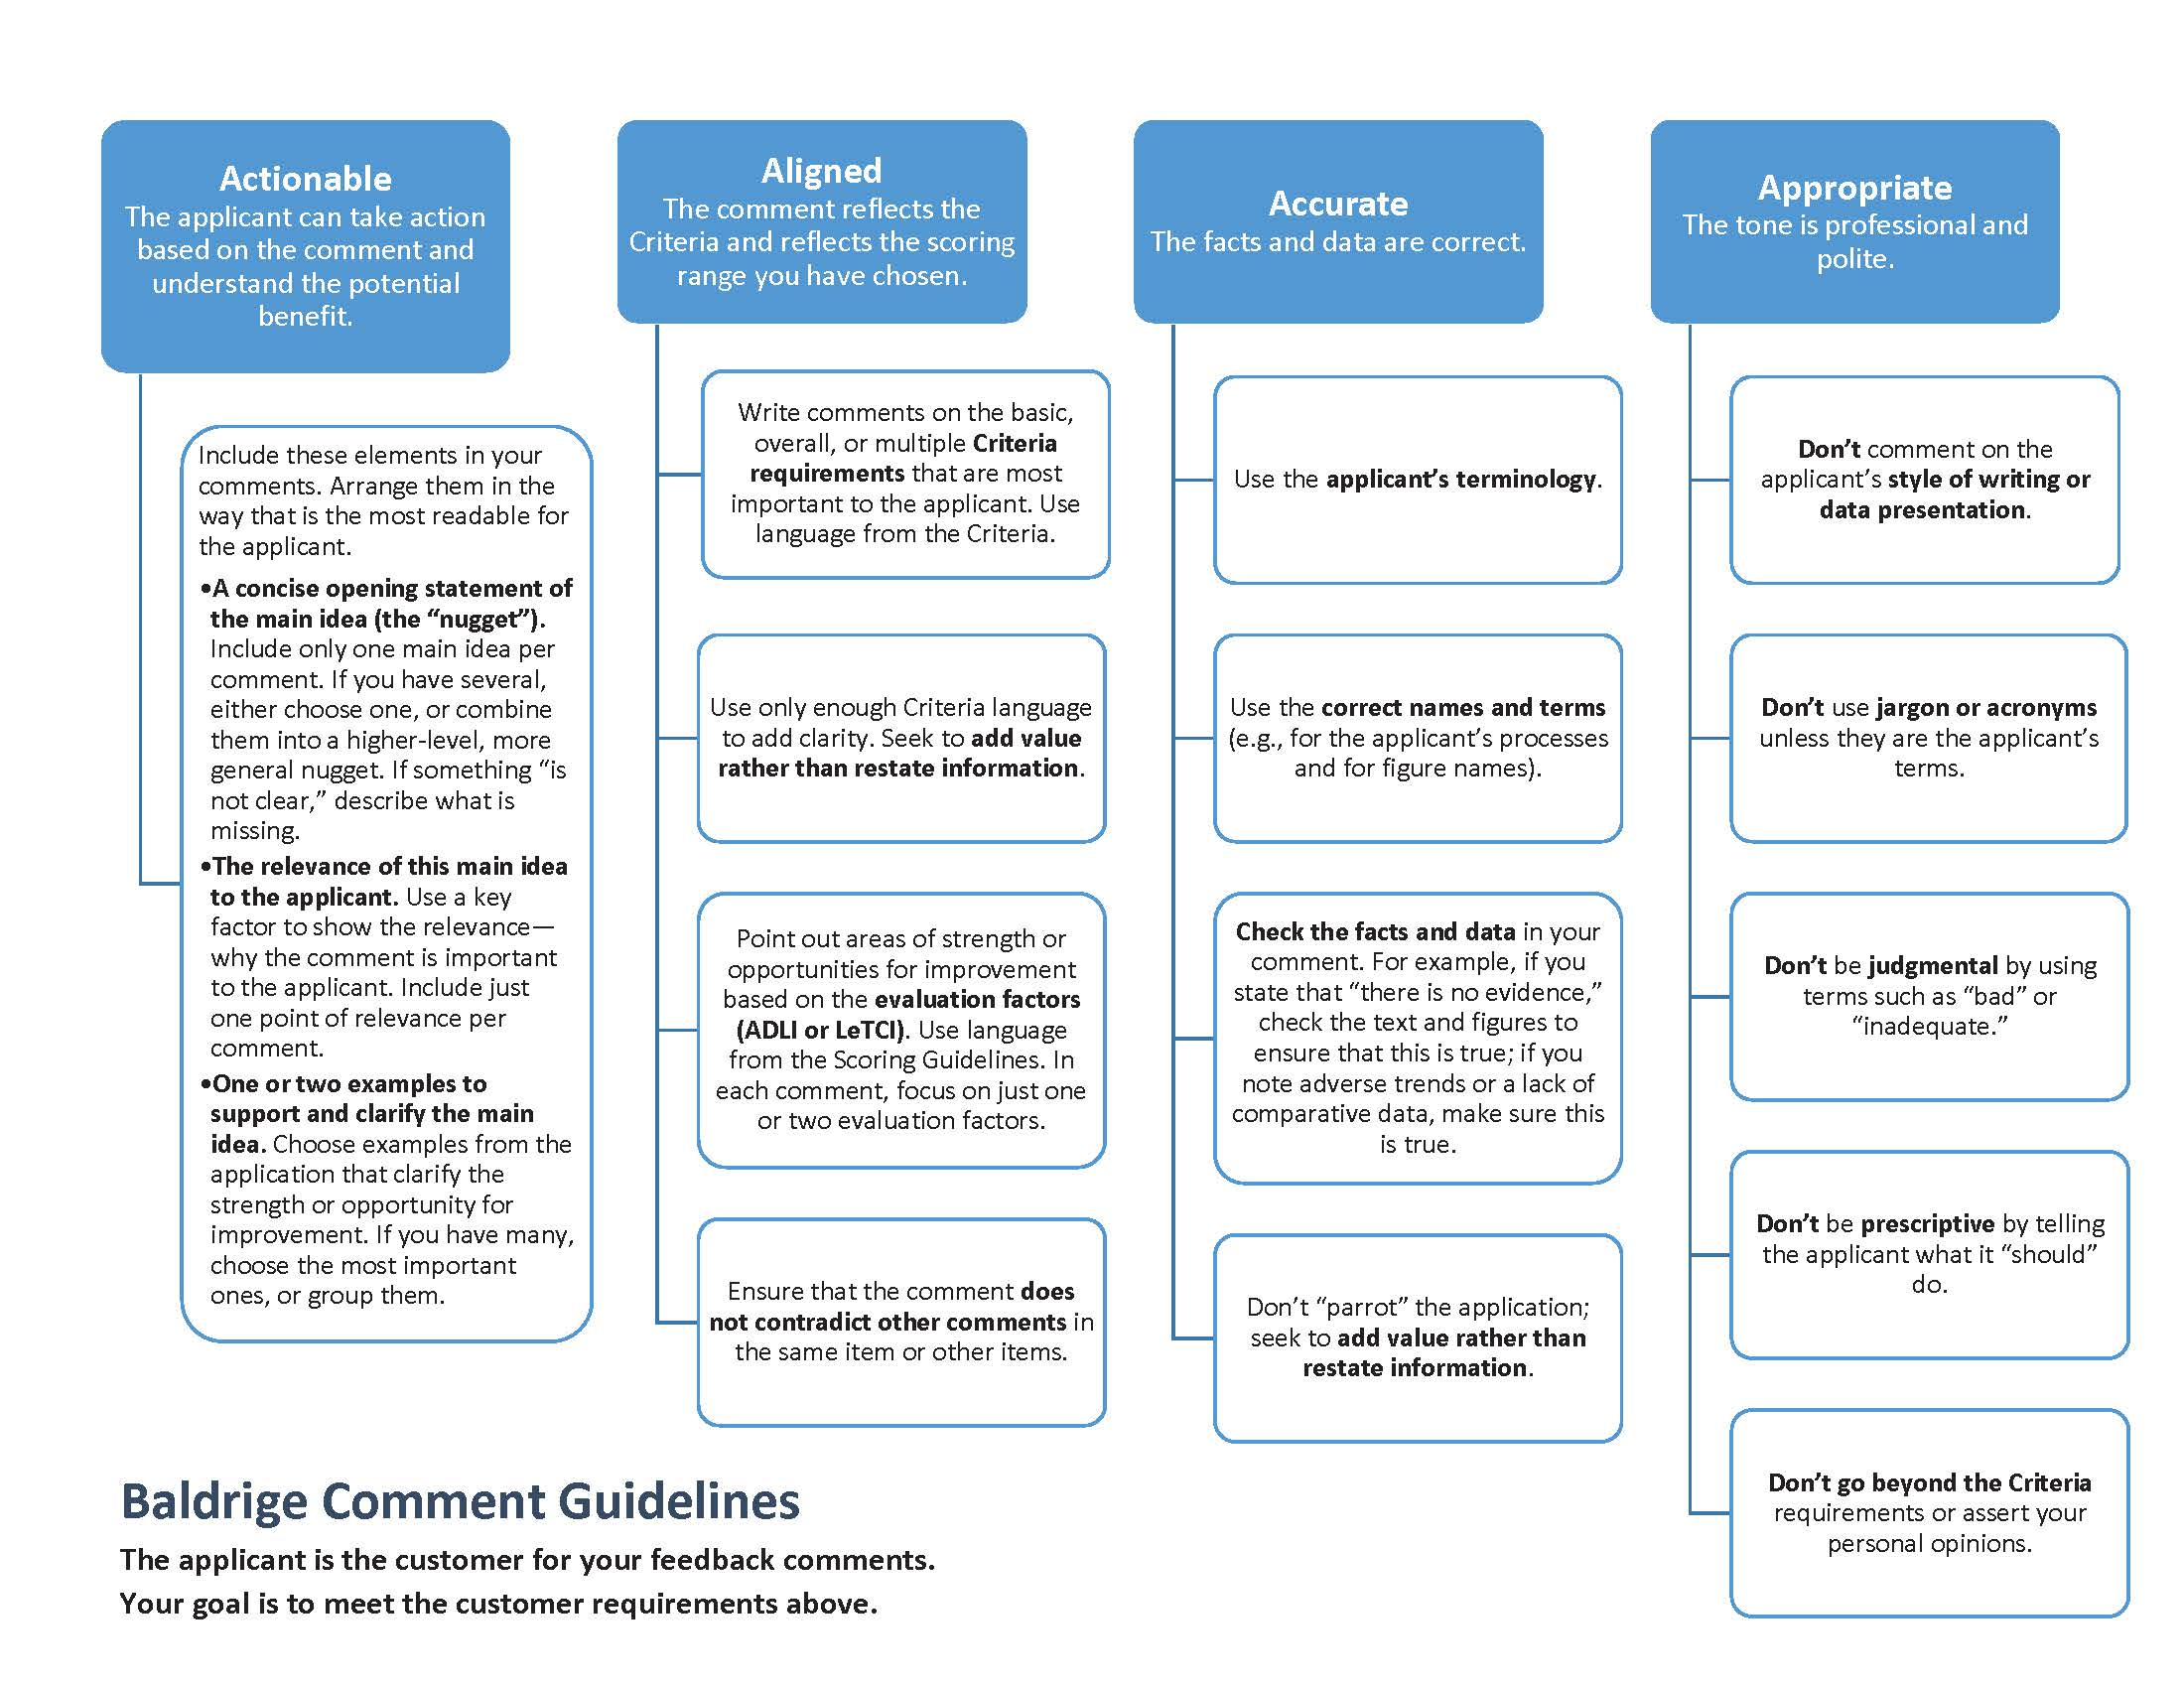 Actionable
The applicant can take action
based on the comment and
understand the potential
benefit.
Include these elements in your
comments. Arrange them in the
way that is the most readable for
the applicant.
•A concise opening statement of
the main idea (the “nugget”).
Include only one main idea per
comment. If you have several,
either choose one, or combine
them into a higher-level, more
general nugget. If something “is
not clear,” describe what is
missing.
•The relevance of this main idea
to the applicant. Use a key
factor to show the relevance—
why the comment is important
to the applicant. Include just
one point of relevance per
comment.
•One or two examples to
support and clarify the main
idea. Choose examples from the
application that clarify the
strength or opportunity for
improvement. If you have many,
choose the most important
ones, or group them.
Aligned
The comment reflects the
Criteria and reflects the scoring
range you have chosen.
Write comments on the basic,
overall, or multiple Criteria
requirements that are most
important to the applicant. Use
language from the Criteria.
Use only enough Criteria language
to add clarity. Seek to add value
rather than restate information.
Point out areas of strength or
opportunities for improvement
based on the evaluation factors
(ADLI or LeTCI). Use language
from the Scoring Guidelines. In
each comment, focus on just one
or two evaluation factors.
Ensure that the comment does
not contradict other comments in
the same item or other items.
Accurate
The facts and data are correct.
Use the applicant’s terminology.
Use the correct names and terms
(e.g., for the applicant’s processes
and for figure names).
Check the facts and data in your
comment. For example, if you
state that “there is no evidence,”
check the text and figures to
ensure that this is true; if you
note adverse trends or a lack of
comparative data, make sure this
is true.
Don’t “parrot” the application;
seek to add value rather than
restate information.
Appropriate
The tone is professional and
polite.
Don’t comment on the
applicant’s style of writing or
data presentation.
Don’t use jargon or acronyms
unless they are the applicant’s
terms.
Don’t be judgmental by using
terms such as “bad” or
“inadequate.”
Don’t be prescriptive by telling
the applicant what it “should”
do.
Don’t go beyond the Criteria
requirements or assert your
personal opinions.
Baldrige Comment Guidelines
The applicant is the customer for your feedback comments.
Your goal is to meet the customer requirements above.